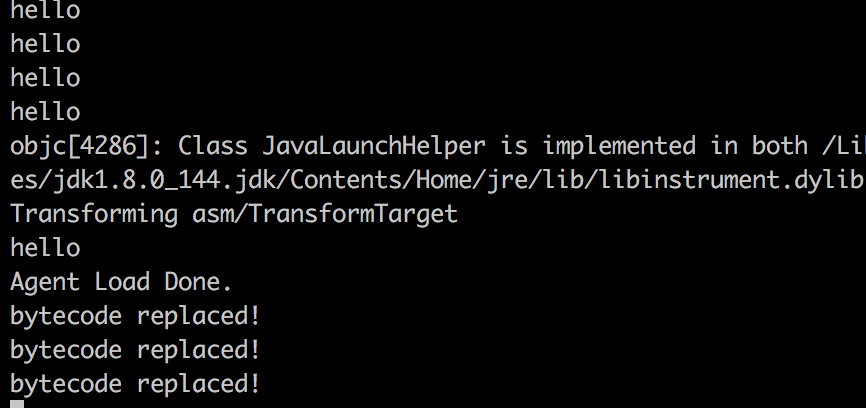 hello
hello
hello
hello
objc[4286]: Class JavaLaunchHelper is implemented in both /Li
es/jdk1.8.0_144.jdk/Contents/Home/jre/lib/libinstrument.dylib
Transforming asm/TransformTarget
hello
Agent Load Done.
bytecode replaced!
bytecode replaced!
bytecode replaced!